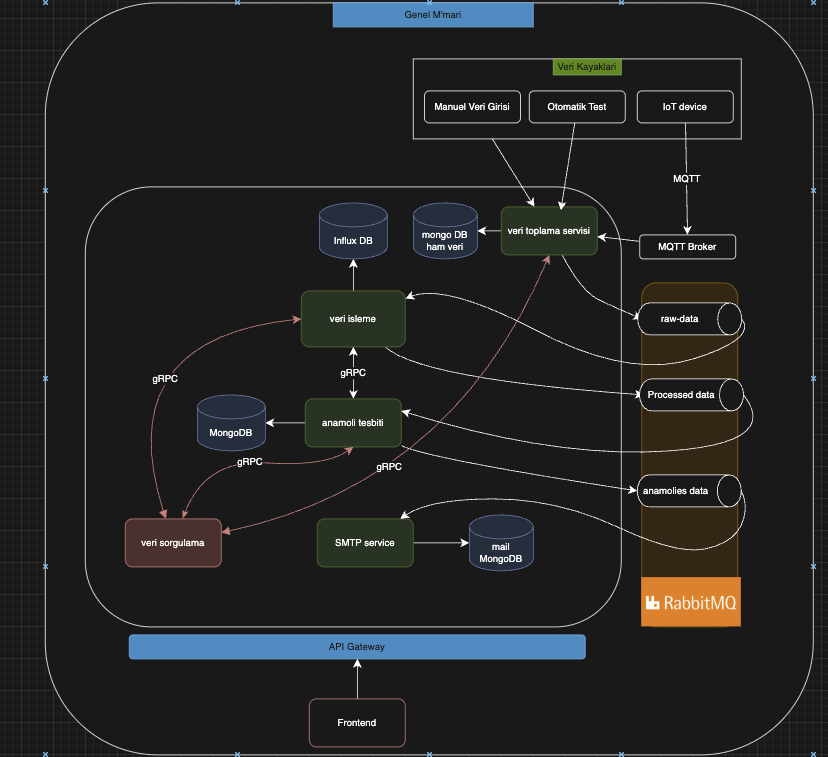 Genel M'mari
Veri Kayaklari
Manuel Veri Girisi
Otomatik Test
IoT device
MQTT
Influx DB
mongo DB
ham veri
veri toplama servisi
MQTT Broker
veri isleme
raw-data
gRPC
gRPC
Processed data
MongoDB
anamoli tesbiti
gRPC
gRPC
anamolies data
veri sorgulama
SMTP service
mail
MongoDB
RabbitMQ
API Gateway
Frontend